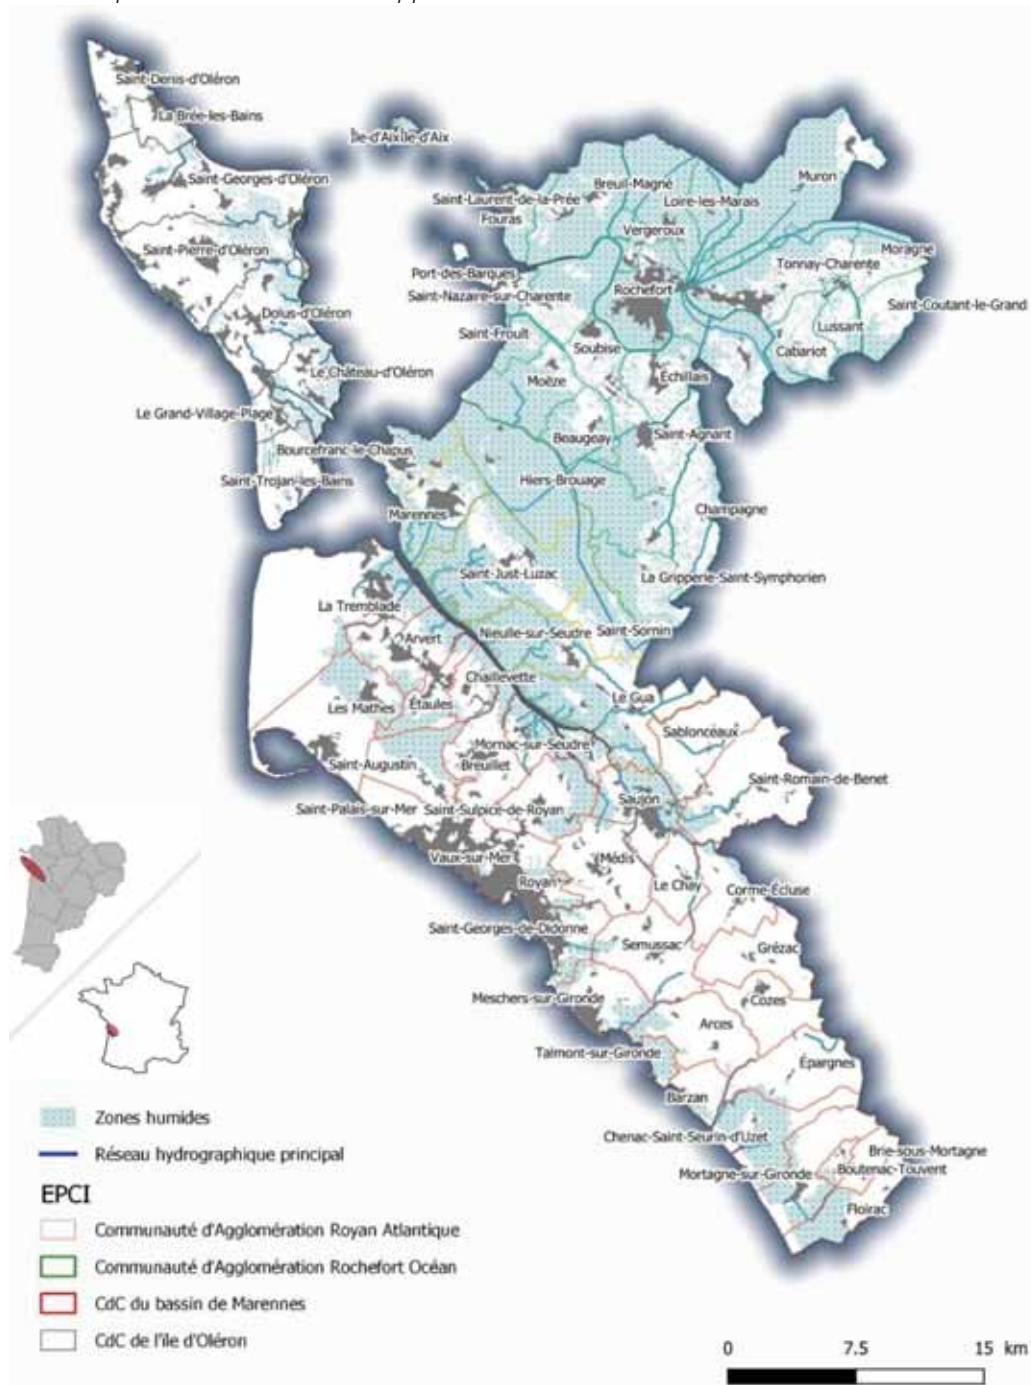 Saint-Denis-d'Oléron
La Brée-les-Bains
Île-d'Aix Île-d'Aix
Saint-Georges-d'Oléron
Muron
Breuil-Magné
Saint-Laurent-de-la-Prée
Loire-les-Marais
Fouras
Vergeroux
Saint-Pierre-d'Oléron
Moragne
Tonnay-Charente
Port-des-Barques
Rochefort
Saint-Nazaire-sur-Charente
Saint-Coutant-le-Grand
Dolus-d'Oléron
Lussant
Saint-Froult
Soubise
Cabariot
Le Château-d'Oléron
Moëze
Échillais
Le Grand-Village-Plage
Beaugeay
Saint-Agnant
Bourcefranc-le-Chapus
Saint-Trojan-les-Bains
Hiers-Brouage
Marennes
Champagne
Saint-Just-Luzac
La Gripperie-Saint-Symphorien
La Tremblade
Arvert
Nieulle-sur-Seudre
Saint-Sornin
Chaillevette
Le Gua
Les Mathes
Étaules
Sablonceaux
Mornac-sur-Seudre
Saint-Augustin
Breuillet
Saint-Romain-de-Benet
Saint-Palais-sur-Mer
Saint-Sulpice-de-Royan
Saujon
Vaux-sur-Mer
Médis
Royan
Le Chay
Corme-Écluse
Saint-Georges-de-Didonne
Semussac
Grézac
Meschers-sur-Gironde
Cozes
Arces
Talmont-sur-Gironde
Épargnes
Barzan
Chenac-Saint-Seurin-d'Uzet
Brie-sous-Mortagne
Mortagne-sur-Gironde
Boutenac-Touvent
Floirac
Zones humides
Réseau hydrographique principal
EPCI
Communauté d'Agglomération Royan Atlantique
Communauté d'Agglomération Rochefort Océan
CdC du bassin de Marennes
CdC de l'île d'Oléron
0 7.5 15 km